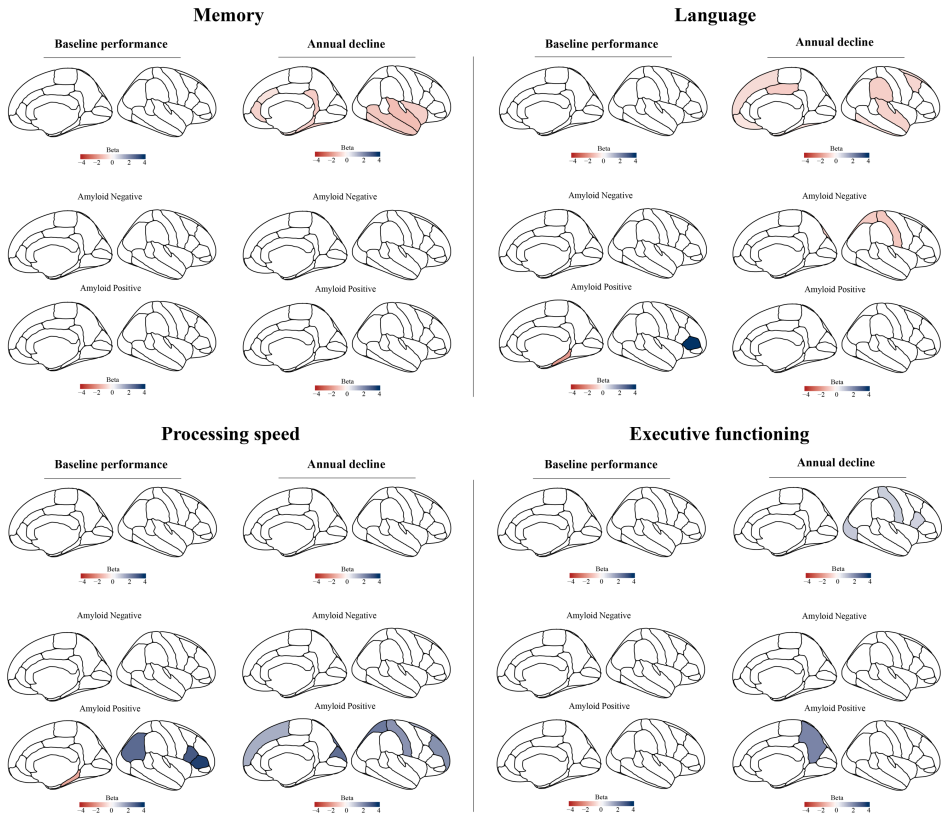 Memory
Language
Baseline performance
Annual decline
Baseline performance
Annual decline
Beta
−4 −2 0 2 4
Beta
−4 −2 0 2 4
Beta
−4 −2 0 2 4
Beta
−4 −2 0 2 4
Amyloid Negative
Amyloid Negative
Amyloid Negative
Amyloid Negative
Amyloid Positive
Amyloid Positive
Amyloid Positive
Amyloid Positive
Beta
−4 −2 0 2 4
Beta
−4 −2 0 2 4
Beta
−4 −2 0 2 4
Beta
−4 −2 0 2 4
Processing speed
Executive functioning
Baseline performance
Annual decline
Baseline performance
Annual decline
Beta
−4 −2 0 2 4
Beta
−4 −2 0 2 4
Beta
−4 −2 0 2 4
Beta
−4 −2 0 2 4
Amyloid Negative
Amyloid Negative
Amyloid Negative
Amyloid Negative
Amyloid Positive
Amyloid Positive
Amyloid Positive
Amyloid Positive
Beta
−4 −2 0 2 4
Beta
−4 −2 0 2 4
Beta
−4 −2 0 2 4
Beta
−4 −2 0 2 4